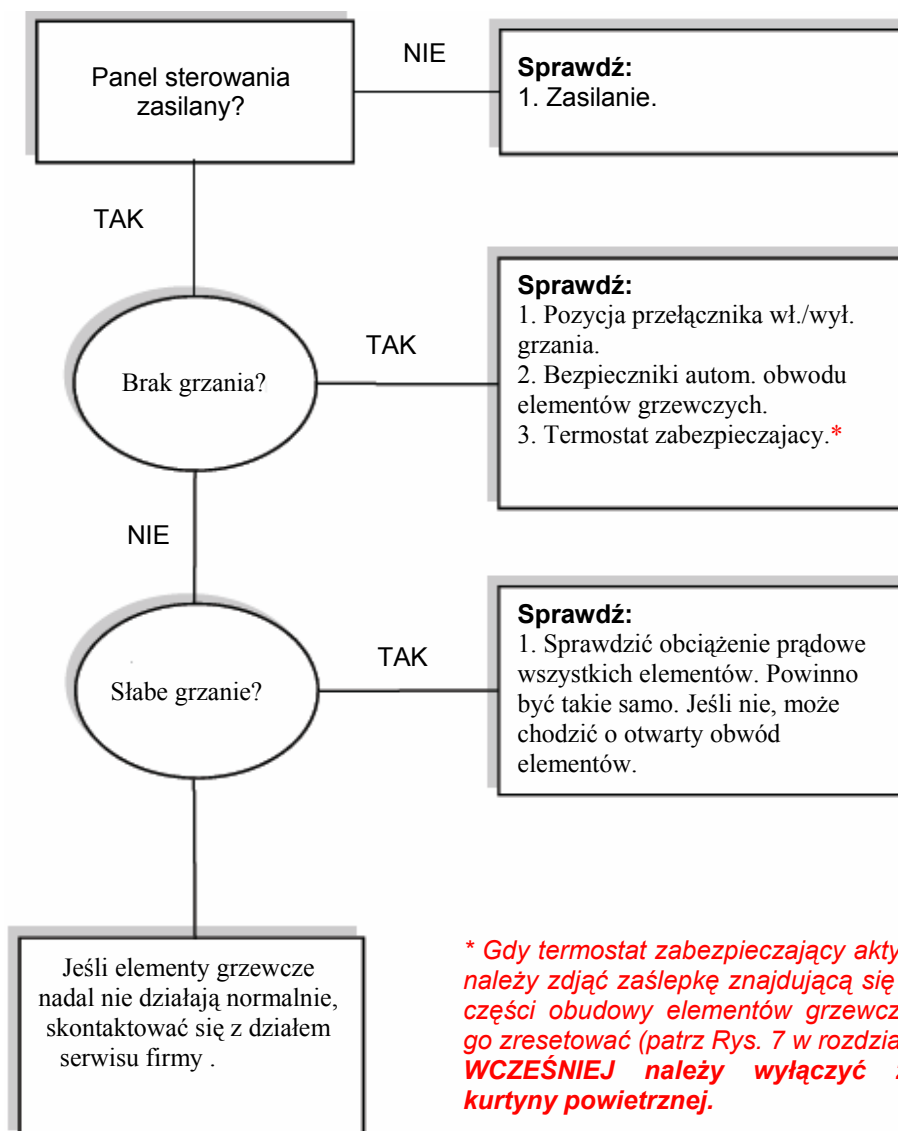 Panel sterowania
zasilany?
NIE
Sprawdź:
1. Zasilanie.
TAK
Brak grzania?
TAK
Sprawdź:
1. Pozycja przełącznika wł./wył.
grzania.
2. Bezpieczniki autom. obwodu
elementów grzewczych.
3. Termostat zabezpieczajacy.*
NIE
Słabe grzanie?
TAK
Sprawdź:
1. Sprawdzić obciążenie prądowe
wszystkich elementów. Powinno
być takie samo. Jeśli nie, może
chodzić o otwarty obwód
elementów.
Jeśli elementy grzewcze
nadal nie działają normalnie,
skontaktować się z działem
serwisu firmy .
* Gdy termostat zabezpieczający akty
należy zdjąć zaślepkę znajdującą się
części obudowy elementów grzewcz
go zresetować (patrz Rys. 7 w rozdzia
WCZEŚNIEJ należy wyłączyć
kurtyny powietrznej.